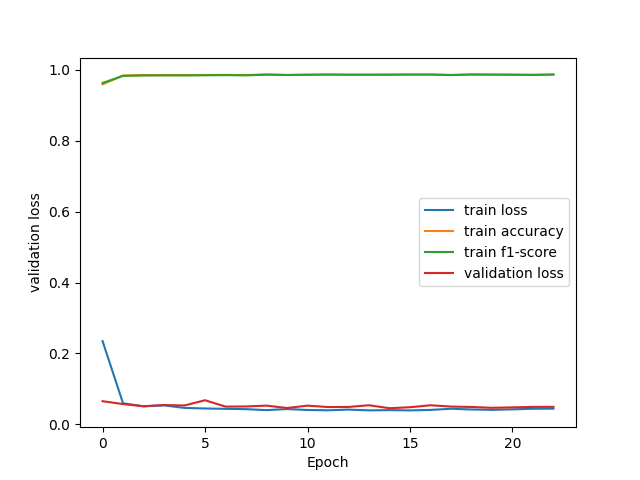 1.0
0.8
0.6
0.4
0.2
0.0
validation loss
train loss
train accuracy
train f1-score
validation loss
0 5 10 15 20
Epoch